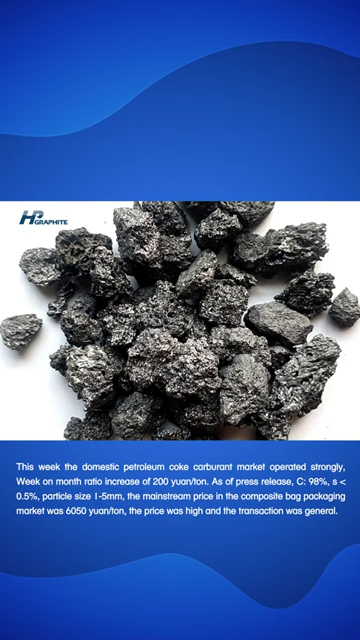 HP
GRAPHITE
This week the domestic petroleum coke carburant market operated strongly,
Week on month ratio increase of 200 yuan/ton. As of press release, C: 98%, s <
0.5%, particle size 1-5mm, the mainstream price in the composite bag packaging
market was 6050 yuan/ton, the price was high and the transaction was general.